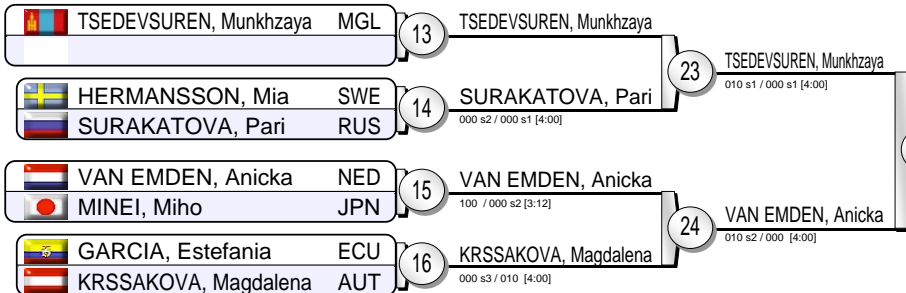 TSEDEVSUREN, Munkhzaya MGL
13
TSEDEVSUREN, Munkhzaya
23
TSEDEVSUREN, Munkhzaya
010 s1 / 000 s1 [4:00]
HERMANSSON, Mia SWE
SURAKATOVA, Pari RUS
14
SURAKATOVA, Pari
000 s2 / 000 s1 [4:00]
VAN EMDEN, Anicka NED
MINEI, Miho JPN
15
VAN EMDEN, Anicka
100 / 000 s2 [3:12]
24
VAN EMDEN, Anicka
010 s2 / 000 [4:00]
GARCIA, Estefania ECU
KRSSAKOVA, Magdalena AUT
16
KRSSAKOVA, Magdalena
000 s3 / 010 [4:00]